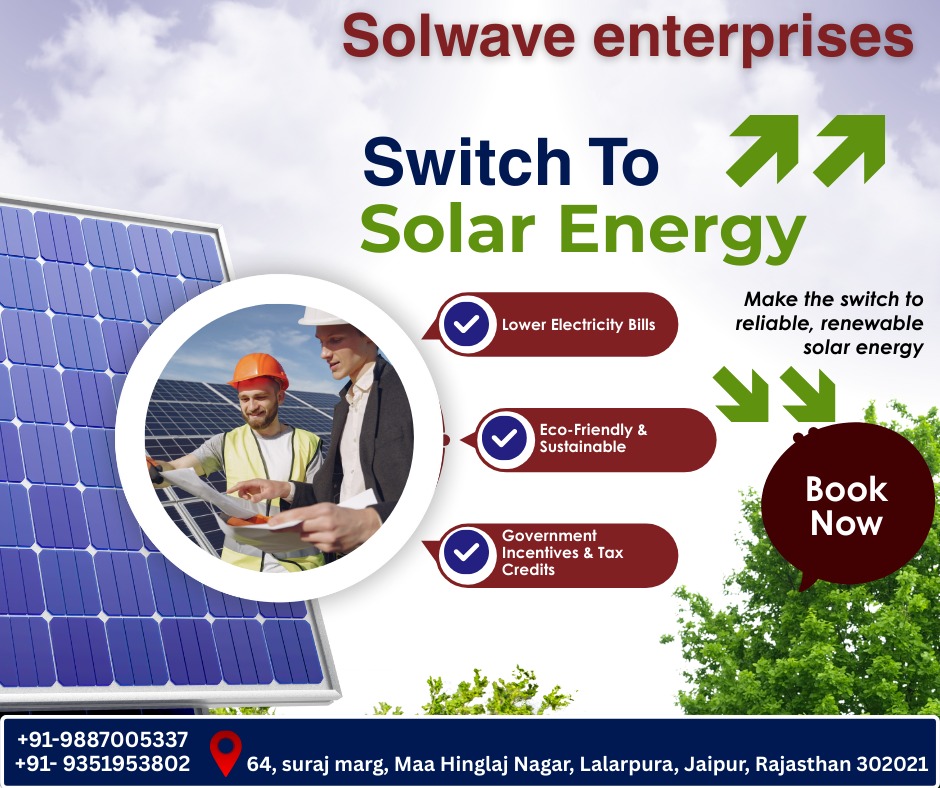 Solwave enterprises
Switch To
Solar Energy
Make the switch to
reliable, renewable
solar energy
Lower Electricity Bills
Eco-Friendly &
Sustainable
Government
Incentives & Tax
Credits
Book
Now
+91-9887005337
+91- 9351953802
64, suraj marg, Maa Hinglaj Nagar, Lalarpura, Jaipur, Rajasthan 302021